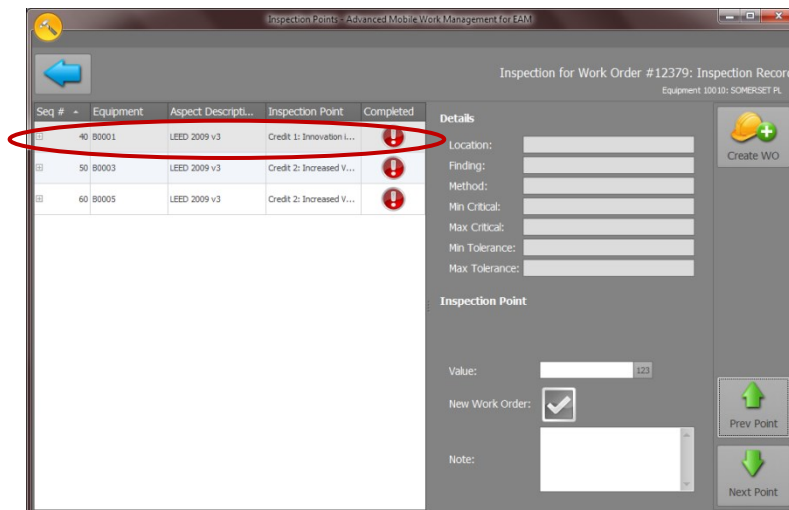 Inspection Points - Advanced Mobile Work Management for EAM
Inspection for Work Order #12379: Inspection Recor
Equipment 10010: SOMERSET PL
Seq # Equipment Aspect Descripti... Inspection Point Completed
40 B0001 LEED 2009 v3 Credit 1: Innovation i...
50 B0003 LEED 2009 v3 Credit 2: Increased V...
60 B0005 LEED 2009 v3 Credit 2: Increased V...
Details
Location:
Finding:
Method:
Min Critical:
Max Critical:
Min Tolerance:
Max Tolerance:
Inspection Point
Value: 123
New Work Order:
Note:
Create WO
Prev Point
Next Point